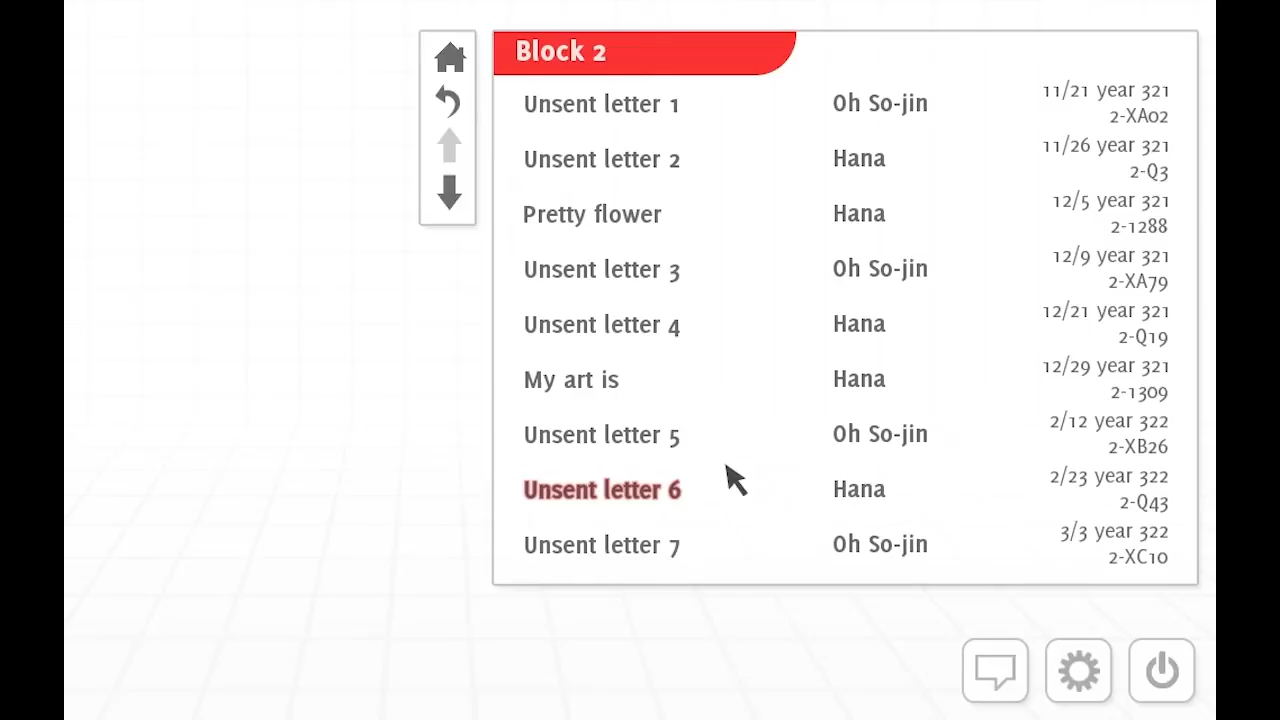 Block 2
Unsent letter 1 Oh So-jin 11/21 year 321
2-XA02
Unsent letter 2 Hana 11/26 year 321
2-Q3
Pretty flower Hana 12/5 year 321
2-1288
Unsent letter 3 Oh So-jin 12/9 year 321
2-XA79
Unsent letter 4 Hana 12/21 year 321
2-Q19
My art is Hana 12/29 year 321
2-1309
Unsent letter 5 Oh So-jin 2/12 year 322
2-XB26
Unsent letter 6 Hana 2/23 year 322
2-Q43
Unsent letter 7 Oh So-jin 3/3 year 322
2-XC10